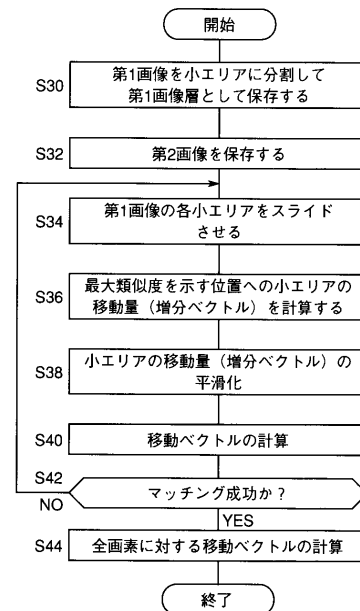 開始
S30
第1画像を小エリアに分割して
第1画像層として保存する
S32
第2画像を保存する
S34
第1画像の各小エリアをスライド
させる
S36
最大類似度を示す位置への小エリアの
移動量（増分ベクトル）を計算する
S38
小エリアの移動量（増分ベクトル）の
平滑化
S40
移動ベクトルの計算
S42
マッチング成功か？
NO
YES
S44
全画素に対する移動ベクトルの計算
終了